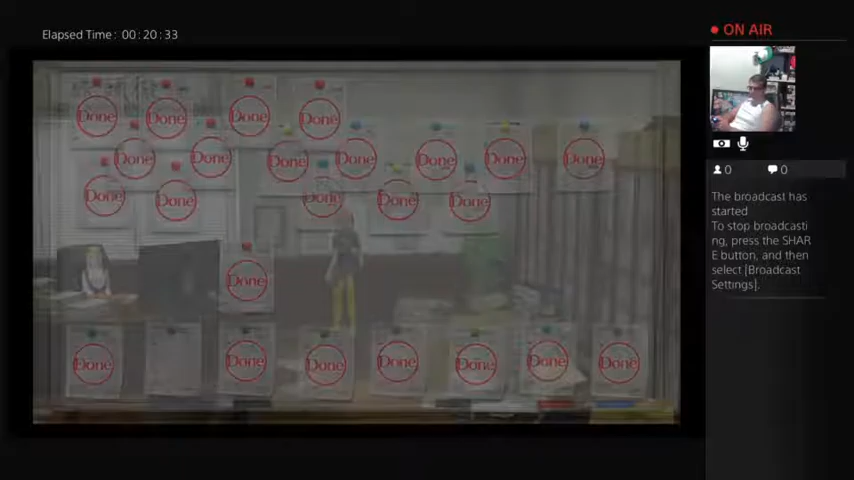 Elapsed Time: 00:20:33
ON AIR
Done Done Done Done
Done Done Done Done Done Done Done
Done Done Done Done Done
Done
Done Done Done Done Done Done Done
0 0
The broadcast has
started
To stop broadcasti
ng, press the SHAR
E button, and then
select [Broadcast
Settings].